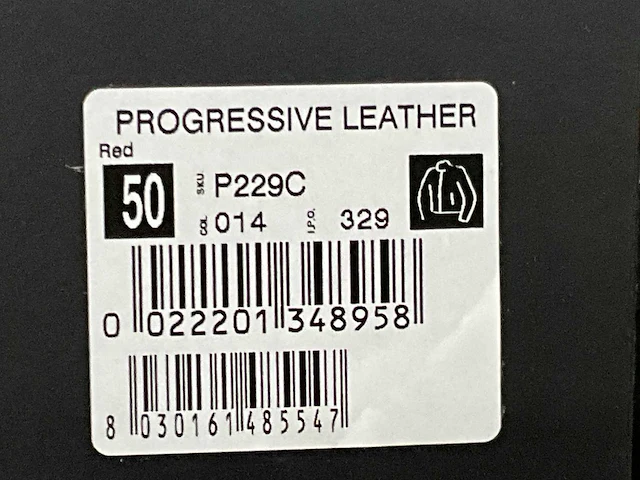 PROGRESSIVE LEATHER
Red
50 SKU P229C
COL 014 I.P.O. 329
0 022201 348958
8 030161 485547